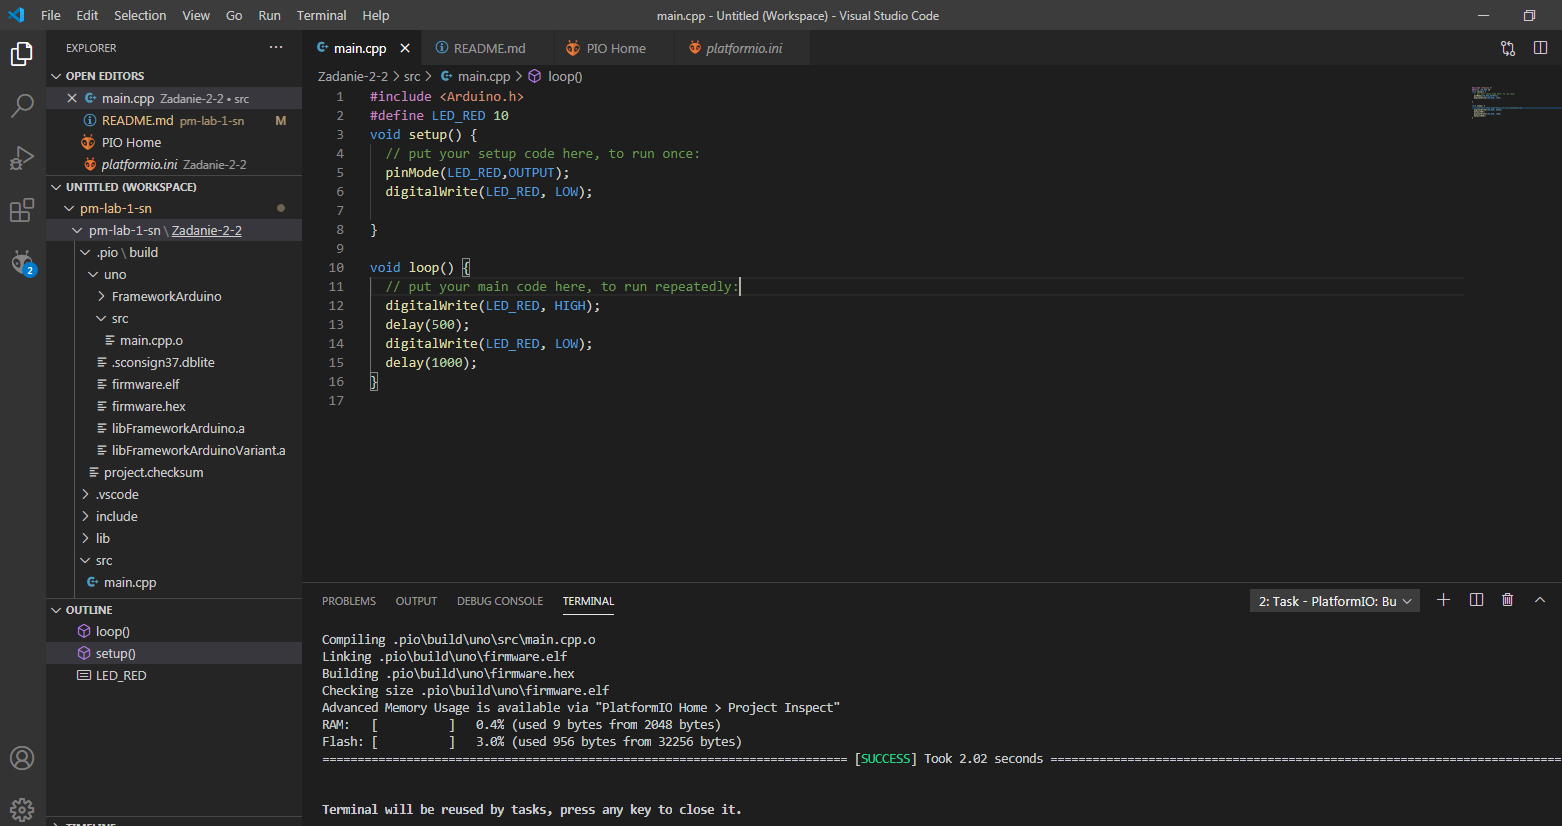 File Edit Selection View Go Run Terminal Help
main.cpp - Untitled (Workspace) - Visual Studio Code
EXPLORER
OPEN EDITORS
main.cpp Zadanie-2-2 • src
README.md pm-lab-1-sn M
PIO Home
platformio.ini Zadanie-2-2
UNTITLED (WORKSPACE)
pm-lab-1-sn
pm-lab-1-sn \ Zadanie-2-2
.pio \ build
uno
FrameworkArduino
src
main.cpp.o
.sconsign37.dblite
firmware.elf
firmware.hex
libFrameworkArduino.a
libFrameworkArduinoVariant.a
project.checksum
.vscode
include
lib
src
main.cpp
OUTLINE
loop()
setup()
LED_RED
2
main.cpp README.md PIO Home platformio.ini
Zadanie-2-2 > src > main.cpp > loop()
1 #include <Arduino.h>
2 #define LED_RED 10
3 void setup() {
4 // put your setup code here, to run once:
5 pinMode(LED_RED,OUTPUT);
6 digitalWrite(LED_RED, LOW);
7
8 }
9
10 void loop() {
11 // put your main code here, to run repeatedly:
12 digitalWrite(LED_RED, HIGH);
13 delay(500);
14 digitalWrite(LED_RED, LOW);
15 delay(1000);
16 }
17
PROBLEMS OUTPUT DEBUG CONSOLE TERMINAL
2: Task - PlatformIO: Bu
Compiling .pio\build\uno\src\main.cpp.o
Linking .pio\build\uno\firmware.elf
Building .pio\build\uno\firmware.hex
Checking size .pio\build\uno\firmware.elf
Advanced Memory Usage is available via "PlatformIO Home > Project Inspect"
RAM: [          ] 0.4% (used 9 bytes from 2048 bytes)
Flash: [          ] 3.0% (used 956 bytes from 32256 bytes)
=========================================================================== [SUCCESS] Took 2.02 seconds ===========================================================================
Terminal will be reused by tasks, press any key to close it.